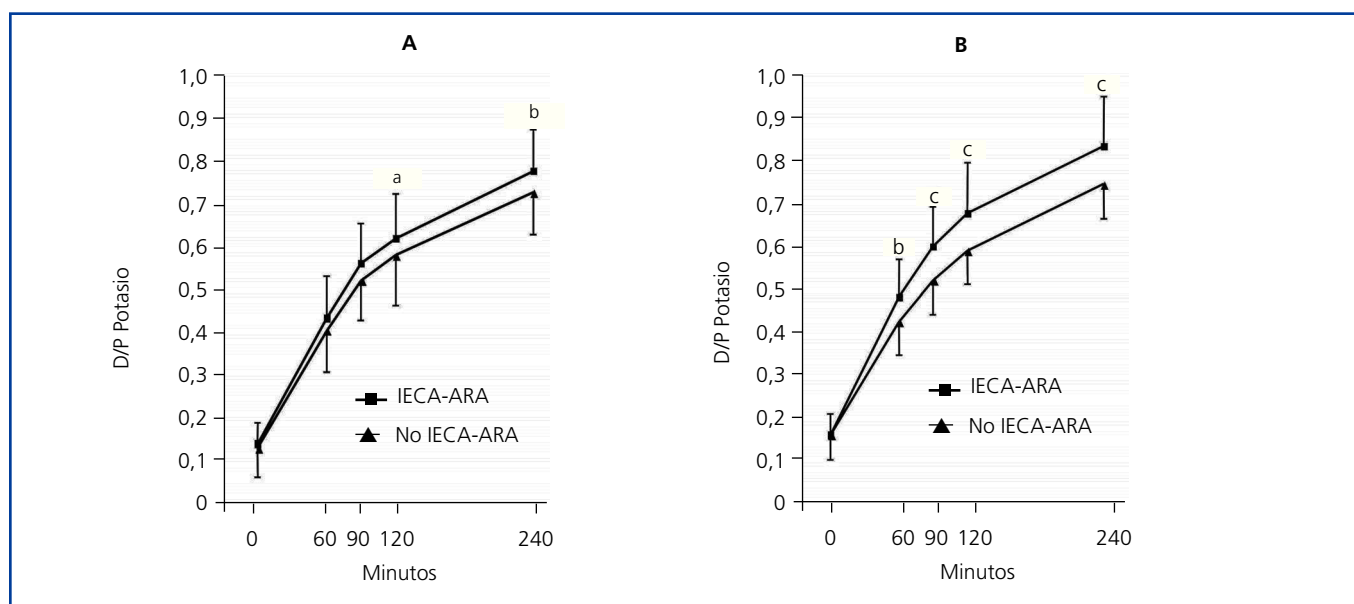 A
1,0
0,9
0,8
0,7
0,6
0,5
0,4
0,3
0,2
0,1
0
D/P Potasio
b
a
IECA-ARA
No IECA-ARA
0 60 90 120 240
Minutos
B
1,0
0,9
0,8
0,7
0,6
0,5
0,4
0,3
0,2
0,1
0
D/P Potasio
c
c
c
b
IECA-ARA
No IECA-ARA
0 60 90 120 240
Minutos